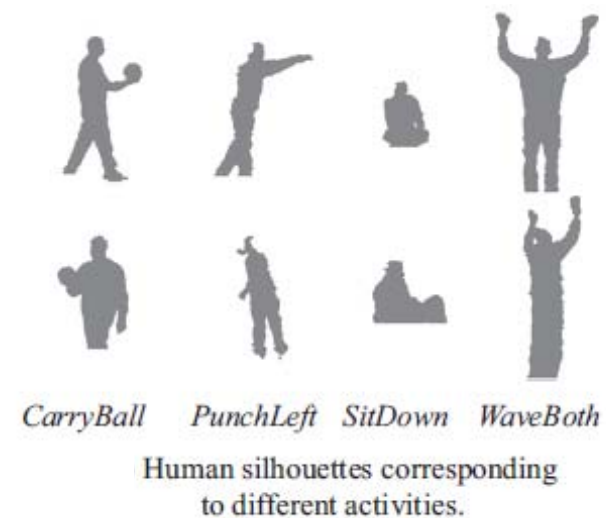 CarryBall PunchLeft SitDown WaveBoth
Human silhouettes corresponding
to different activities.